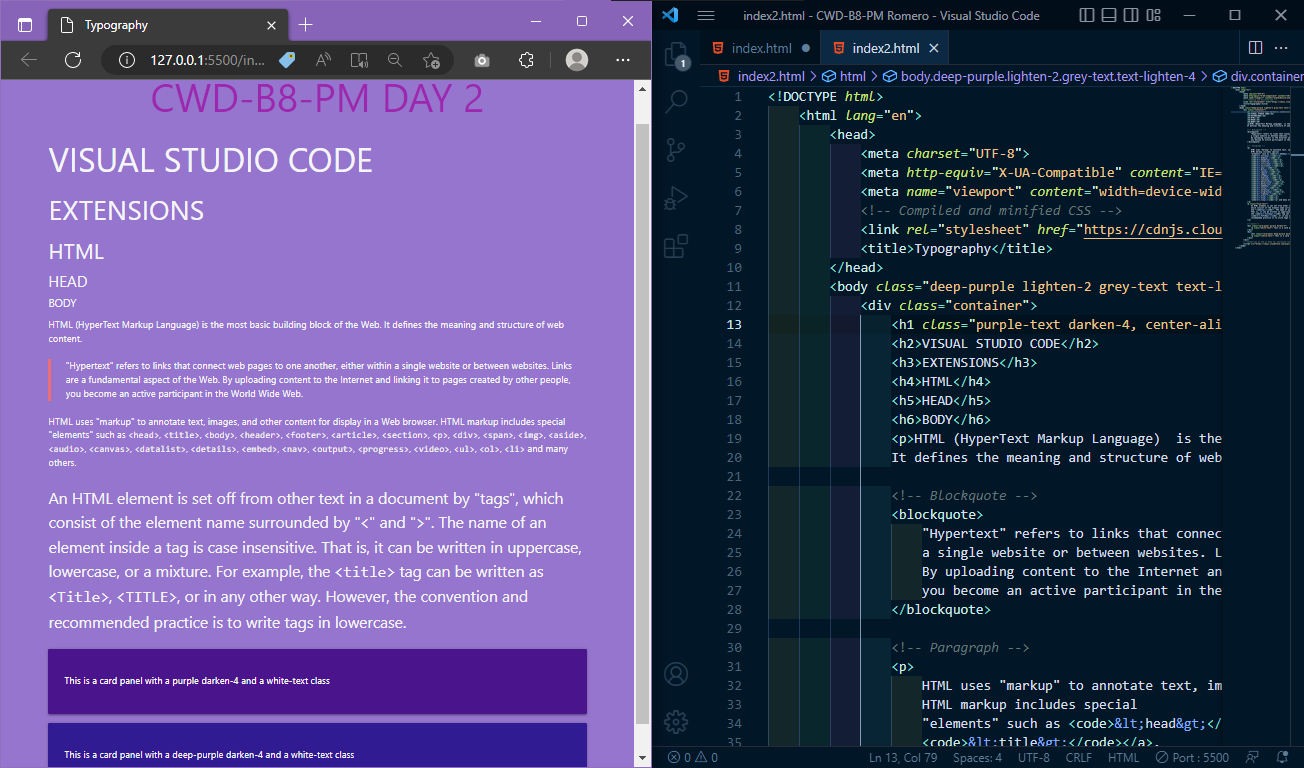 Typography
127.0.0.1:5500/in...
CWD-B8-PM DAY 2
VISUAL STUDIO CODE
EXTENSIONS
HTML
HEAD
BODY
HTML (HyperText Markup Language) is the most basic building block of the Web. It defines the meaning and structure of web
content.
"Hypertext" refers to links that connect web pages to one another, either within a single website or between websites. Links
are a fundamental aspect of the Web. By uploading content to the Internet and linking it to pages created by other people,
you become an active participant in the World Wide Web.
HTML uses "markup" to annotate text, images, and other content for display in a Web browser. HTML markup includes special
"elements" such as <head>, <title>, <body>, <header>, <footer>, <article>, <section>, <p>, <div>, <span>, <img>, <aside>,
<audio>, <canvas>, <datalist>, <details>, <embed>, <nav>, <output>, <progress>, <video>, <ul>, <ol>, <li> and many
others.
An HTML element is set off from other text in a document by "tags", which
consist of the element name surrounded by "<" and ">". The name of an
element inside a tag is case insensitive. That is, it can be written in uppercase,
lowercase, or a mixture. For example, the <title> tag can be written as
<Title>, <TITLE>, or in any other way. However, the convention and
recommended practice is to write tags in lowercase.
This is a card panel with a purple darken-4 and a white-text class
This is a card panel with a deep-purple darken-4 and a white-text class
index2.html - CWD-B8-PM Romero - Visual Studio Code
1
index.html
index2.html
index2.html > html > body.deep-purple.lighten-2.grey-text.text-lighten-4 > div.container
1 <!DOCTYPE html>
2 <html lang="en">
3 <head>
4 <meta charset="UTF-8">
5 <meta http-equiv="X-UA-Compatible" content="IE=
6 <meta name="viewport" content="width=device-wid
7 <!-- Compiled and minified CSS -->
8 <link rel="stylesheet" href="https://cdnjs.clou
9 <title>Typography</title>
10 </head>
11 <body class="deep-purple lighten-2 grey-text text-l
12 <div class="container">
13 <h1 class="purple-text darken-4, center-ali
14 <h2>VISUAL STUDIO CODE</h2>
15 <h3>EXTENSIONS</h3>
16 <h4>HTML</h4>
17 <h5>HEAD</h5>
18 <h6>BODY</h6>
19 <p>HTML (HyperText Markup Language)  is the
20 It defines the meaning and structure of web
21
22 <!-- Blockquote -->
23 <blockquote>
24 "Hypertext" refers to links that connec
25 a single website or between websites. L
26 By uploading content to the Internet an
27 you become an active participant in the
28 </blockquote>
29
30 <!-- Paragraph -->
31 <p>
32 HTML uses "markup" to annotate text, im
33 HTML markup includes special
34 "elements" such as <code>&lt;head&gt;</
35 <code>&lt;title&gt;</code></a>,
0 0
Ln 13, Col 79 Spaces: 4 UTF-8 CRLF HTML Port : 5500